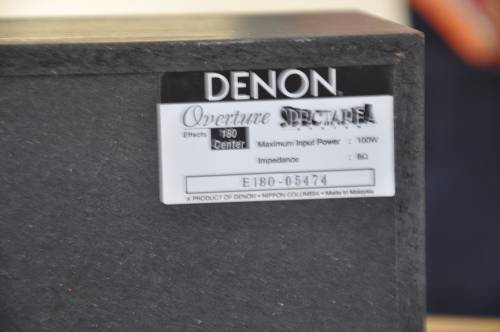 DENON
Overture SPECTAREA
Effects 180 Center
Maximum Input Power : 100W
Impedance : 8Ω
E180-05474
A PRODUCT OF DENON • NIPPON COLUMBIA • Made in Malaysia